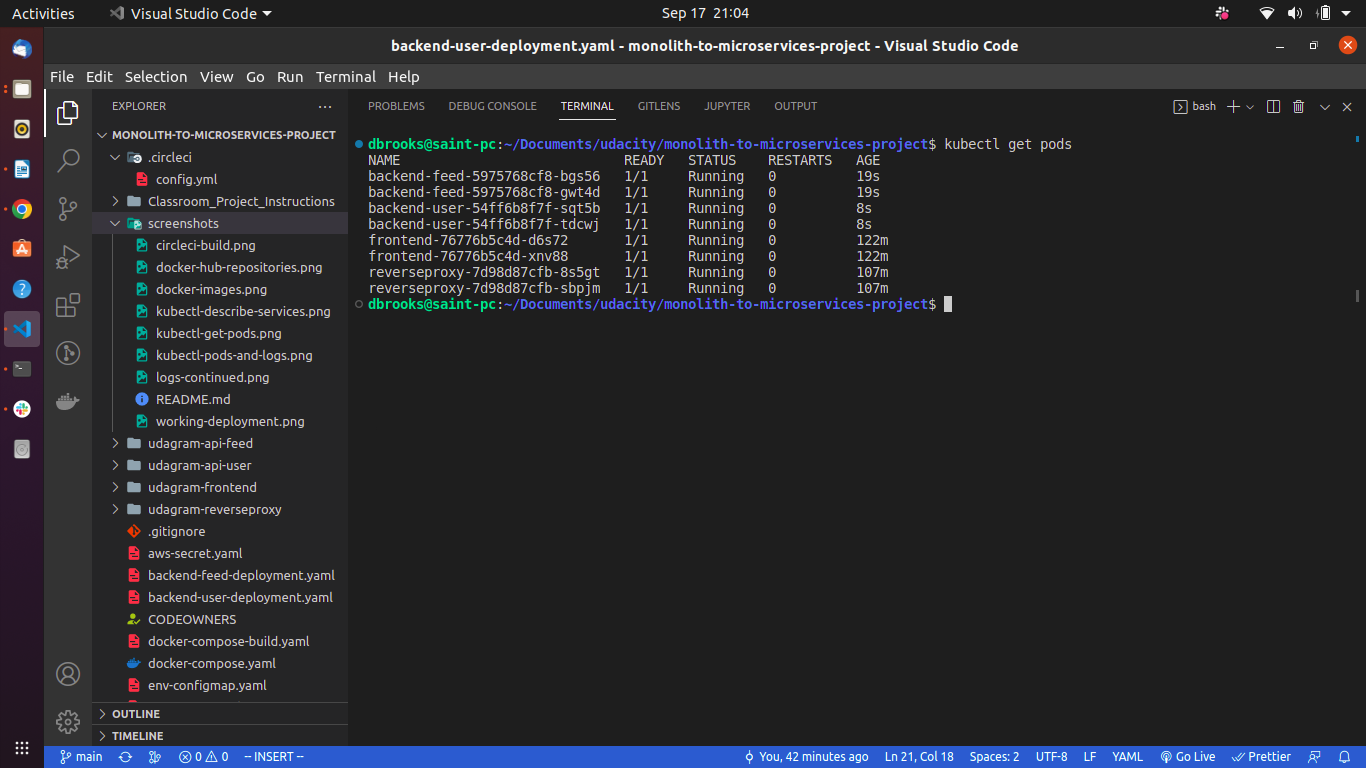 Activities Visual Studio Code Sep 17 21:04
backend-user-deployment.yaml - monolith-to-microservices-project - Visual Studio Code
File Edit Selection View Go Run Terminal Help
EXPLORER
MONOLITH-TO-MICROSERVICES-PROJECT
.circleci
config.yml
Classroom_Project_Instructions
screenshots
circleci-build.png
docker-hub-repositories.png
docker-images.png
kubectl-describe-services.png
kubectl-get-pods.png
kubectl-pods-and-logs.png
logs-continued.png
README.md
working-deployment.png
udagram-api-feed
udagram-api-user
udagram-frontend
udagram-reverseproxy
.gitignore
aws-secret.yaml
backend-feed-deployment.yaml
backend-user-deployment.yaml
CODEOWNERS
docker-compose-build.yaml
docker-compose.yaml
env-configmap.yaml
OUTLINE
TIMELINE
PROBLEMS DEBUG CONSOLE TERMINAL GITLENS JUPYTER OUTPUT bash
dbrooks@saint-pc:~/Documents/udacity/monolith-to-microservices-project$ kubectl get pods
NAME READY STATUS RESTARTS AGE
backend-feed-5975768cf8-bgs56 1/1 Running 0 19s
backend-feed-5975768cf8-gwt4d 1/1 Running 0 19s
backend-user-54ff6b8f7f-sqt5b 1/1 Running 0 8s
backend-user-54ff6b8f7f-tdcwj 1/1 Running 0 8s
frontend-76776b5c4d-d6s72 1/1 Running 0 122m
frontend-76776b5c4d-xnv88 1/1 Running 0 122m
reverseproxy-7d98d87cfb-8s5gt 1/1 Running 0 107m
reverseproxy-7d98d87cfb-sbpjm 1/1 Running 0 107m
dbrooks@saint-pc:~/Documents/udacity/monolith-to-microservices-project$
main 0 0 -- INSERT -- You, 42 minutes ago Ln 21, Col 18 Spaces: 2 UTF-8 LF YAML Go Live Prettier